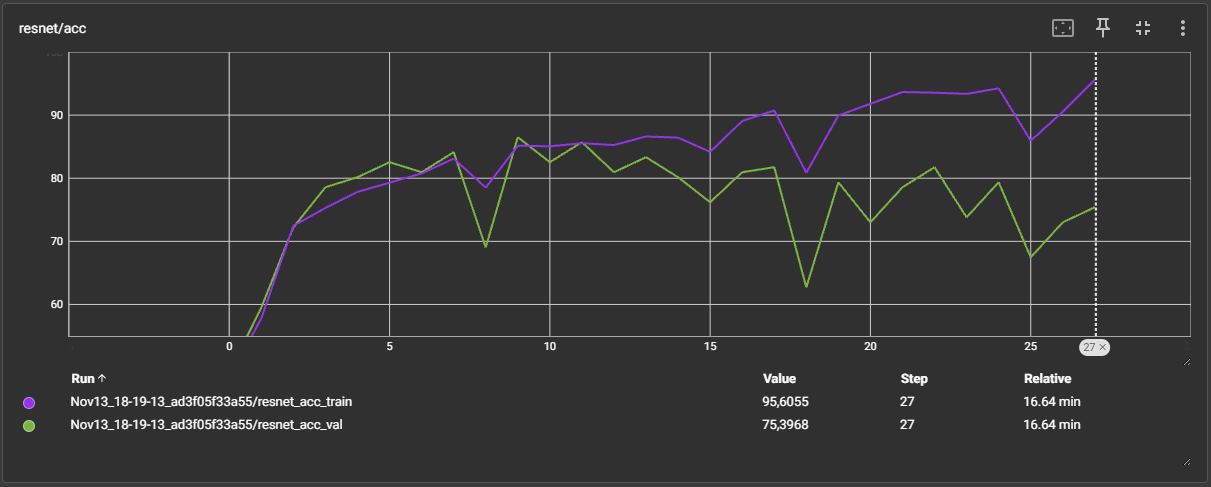 resnet/acc
90
80
70
60
0 5 10 15 20 25 27 ×
Run ↑ Value Step Relative
Nov13_18-19-13_ad3f05f33a55/resnet_acc_train 95,6055 27 16.64 min
Nov13_18-19-13_ad3f05f33a55/resnet_acc_val 75,3968 27 16.64 min